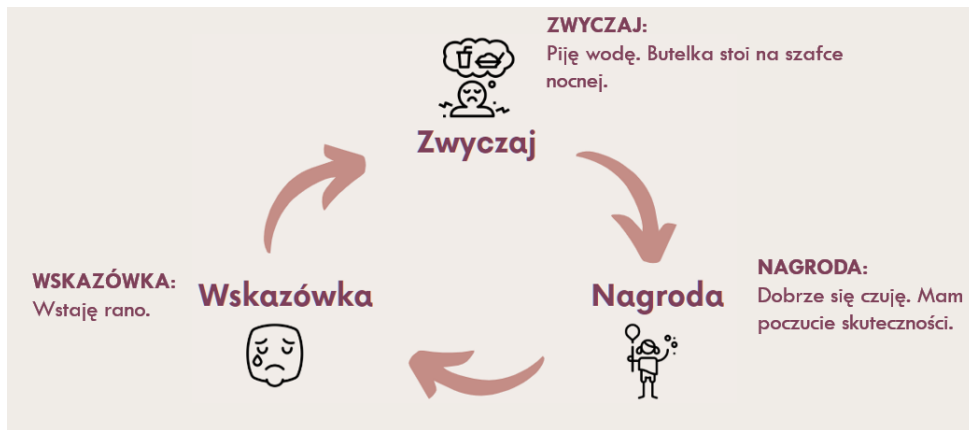 ZWYCZAJ:
Piję wodę. Butelka stoi na szafce
nocnej.
Zwyczaj
WSKAZÓWKA:
Wstaję rano.
Wskazówka
Nagroda
NAGRODA:
Dobrze się czuję. Mam
poczucie skuteczności.